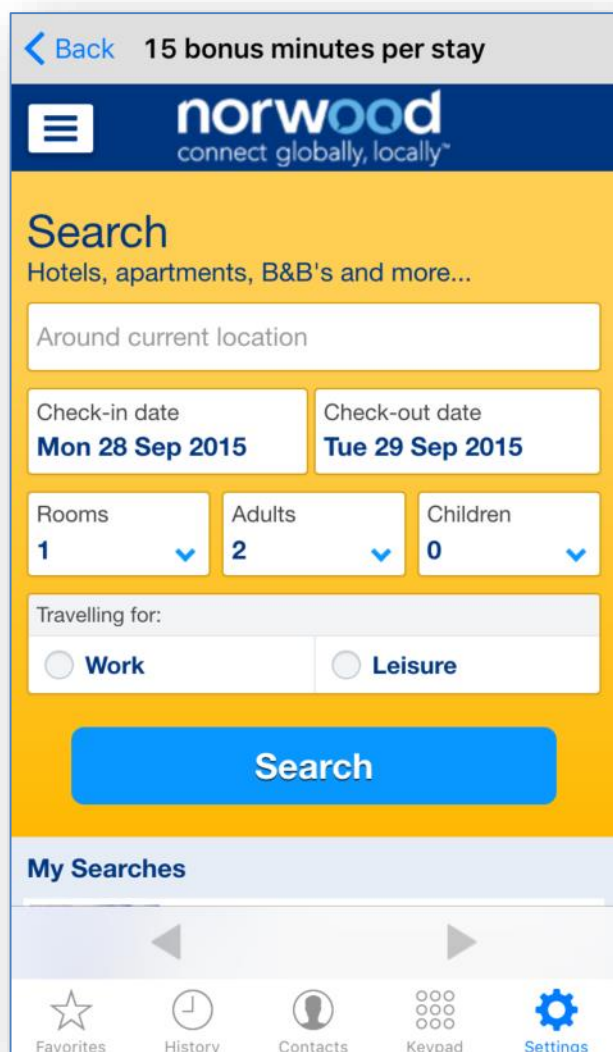 Back 15 bonus minutes per stay
norwood
connect globally, locally™
Search
Hotels, apartments, B&B's and more...
Around current location
Check-in date Check-out date
Mon 28 Sep 2015 Tue 29 Sep 2015
Rooms Adults Children
1 2 0
Travelling for:
Work Leisure
Search
My Searches
Favorites History Contacts Keypad Settings